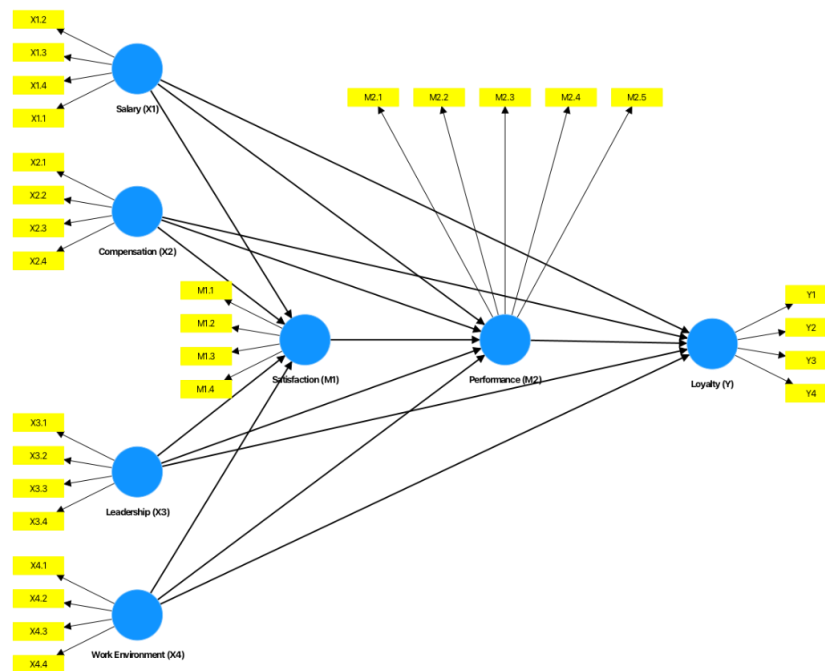 X1.2
X1.3
X1.4
X1.1
Salary (X1)
M2.1
M2.2
M2.3
M2.4
M2.5
X2.1
X2.2
X2.3
X2.4
Compensation (X2)
M1.1
M1.2
M1.3
M1.4
Satisfaction (M1)
Performance (M2)
Y1
Y2
Y3
Y4
Loyalty (Y)
X3.1
X3.2
X3.3
X3.4
Leadership (X3)
X4.1
X4.2
X4.3
X4.4
Work Environment (X4)